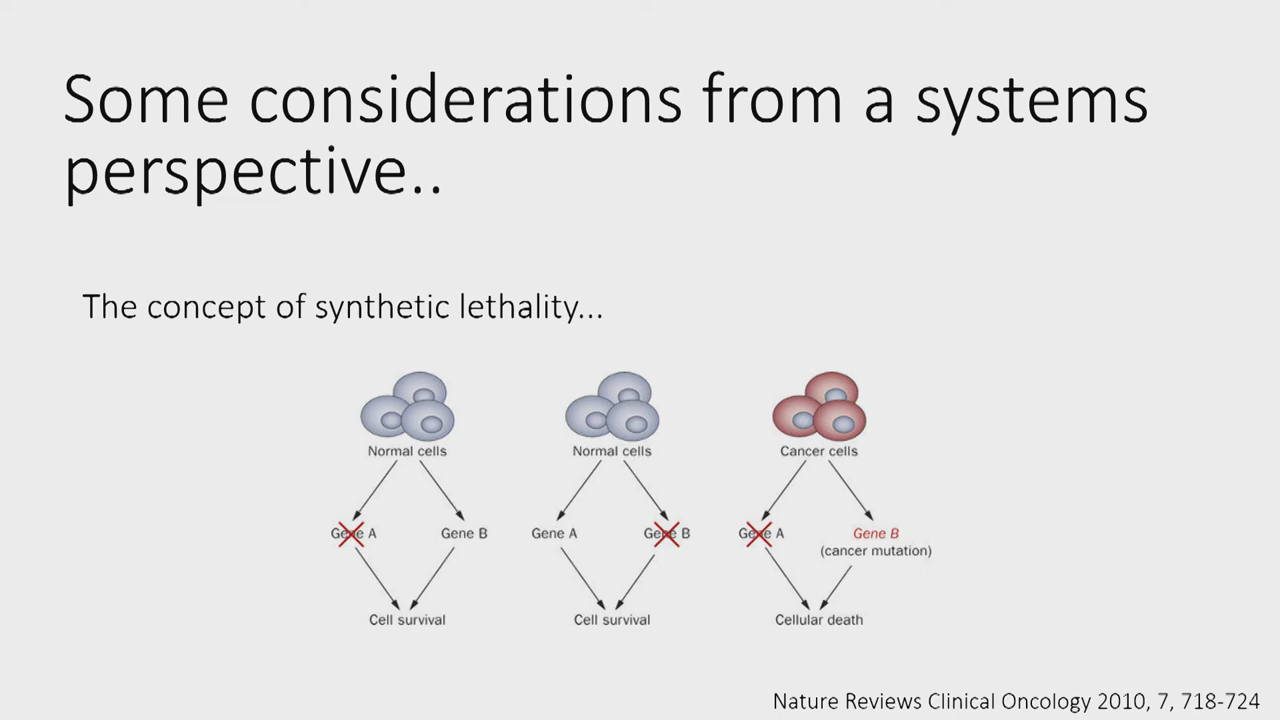 Some considerations from a systems
perspective..
The concept of synthetic lethality...
Normal cells
Normal cells
Cancer cells
Gene A
Gene B
Gene A
Gene B
Gene A
Gene B
(cancer mutation)
Cell survival
Cell survival
Cellular death
Nature Reviews Clinical Oncology 2010, 7, 718-724